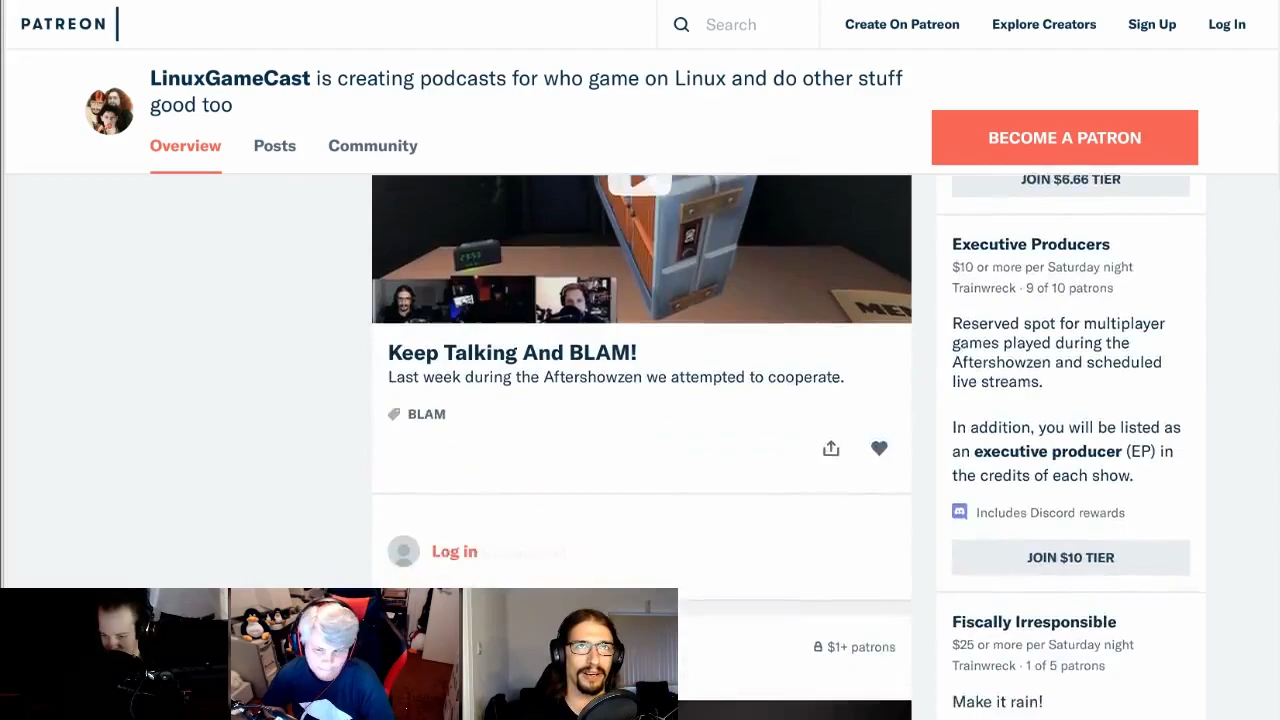 PATREON
Search
Create On Patreon
Explore Creators
Sign Up
Log In
LinuxGameCast is creating podcasts for who game on Linux and do other stuff
good too
BECOME A PATRON
Overview
Posts
Community
JOIN $6.66 TIER
Keep Talking And BLAM!
Last week during the Aftershowzen we attempted to cooperate.
BLAM
Log in
$1+ patrons
Executive Producers
$10 or more per Saturday night
Trainwreck · 9 of 10 patrons
Reserved spot for multiplayer
games played during the
Aftershowzen and scheduled
live streams.
In addition, you will be listed as
an executive producer (EP) in
the credits of each show.
Includes Discord rewards
JOIN $10 TIER
Fiscally Irresponsible
$25 or more per Saturday night
Trainwreck · 1 of 5 patrons
Make it rain!